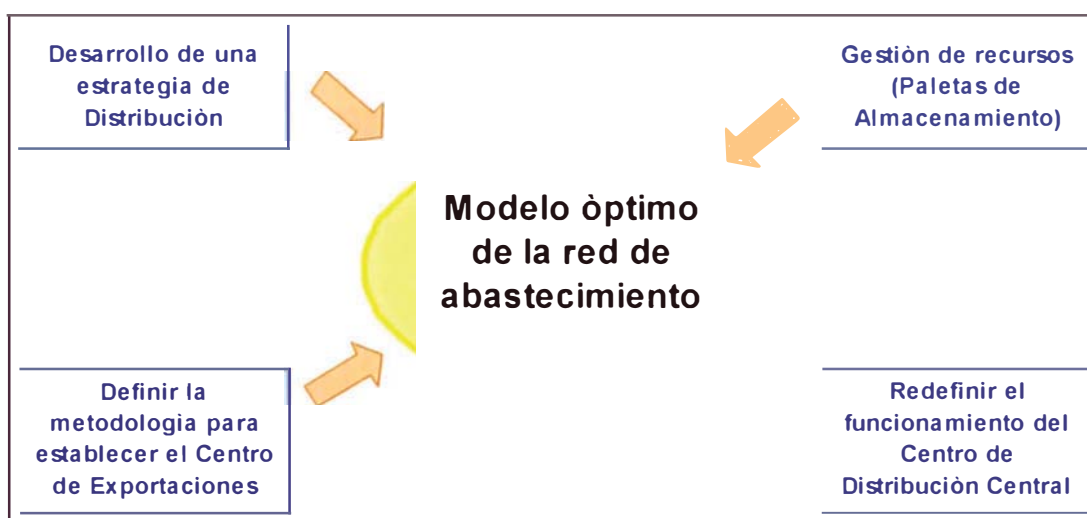 Desarrollo de una
estrategia de
Distribuciòn
Gestiòn de recursos
(Paletas de
Almacenamiento)
Modelo òptimo
de la red de
abastecimiento
Definir la
metodologia para
establecer el Centro
de Exportaciones
Redefinir el
funcionamiento del
Centro de
Distribuciòn Central